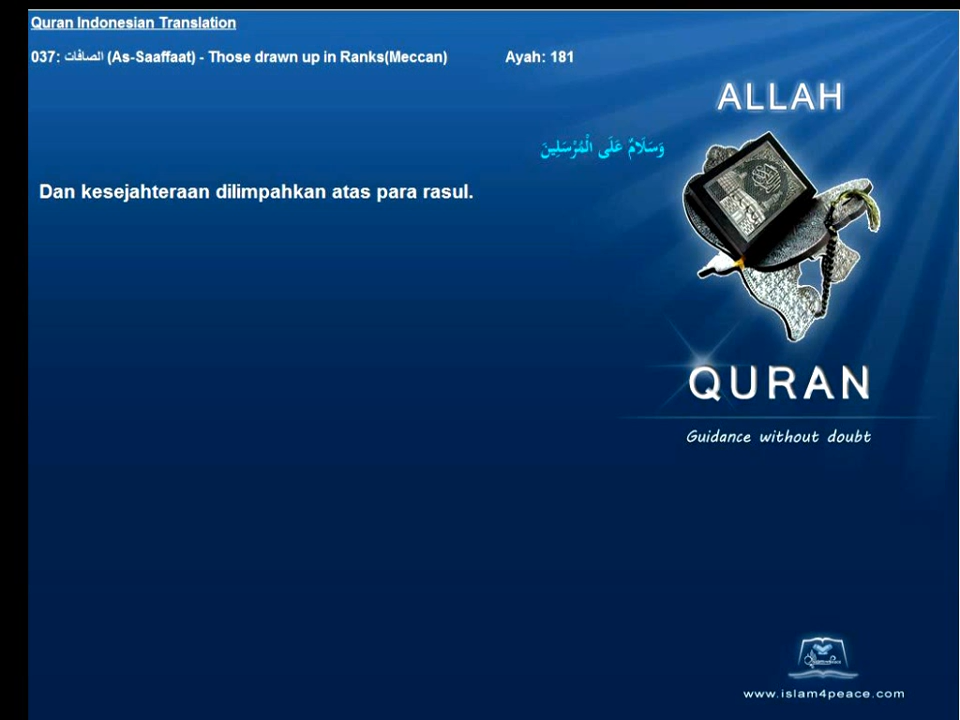 Quran Indonesian Translation
037: الصافات (As-Saaffaat) - Those drawn up in Ranks(Meccan) Ayah: 181
ALLAH
وَسَلَامٌ عَلَى الْمُرْسَلِينَ
Dan kesejahteraan dilimpahkan atas para rasul.
QURAN
Guidance without doubt
www.islam4peace.com